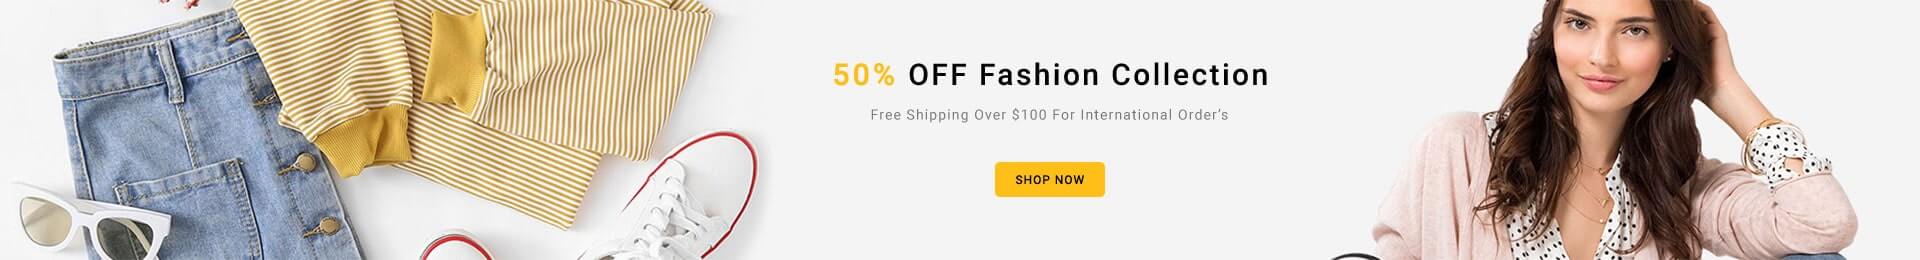 50% OFF Fashion Collection
Free Shipping Over $100 For International Order's
SHOP NOW